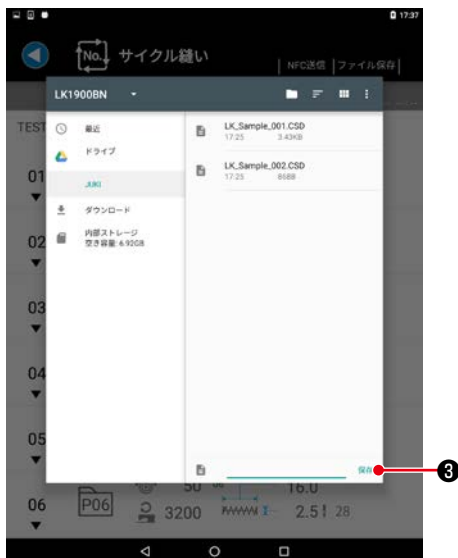 17:37
No. サイクル縫い NFC送信 ファイル保存
LK1900BN
TEST
最近
ドライブ
JUKI
ダウンロード
内部ストレージ
空き容量: 6.92GB
LK_Sample_001.CSD
17:25 3.43KB
LK_Sample_002.CSD
17:25 868B
01
02
03
04
05
保存 3
50 16.0
06 P06 3200 2.5 28